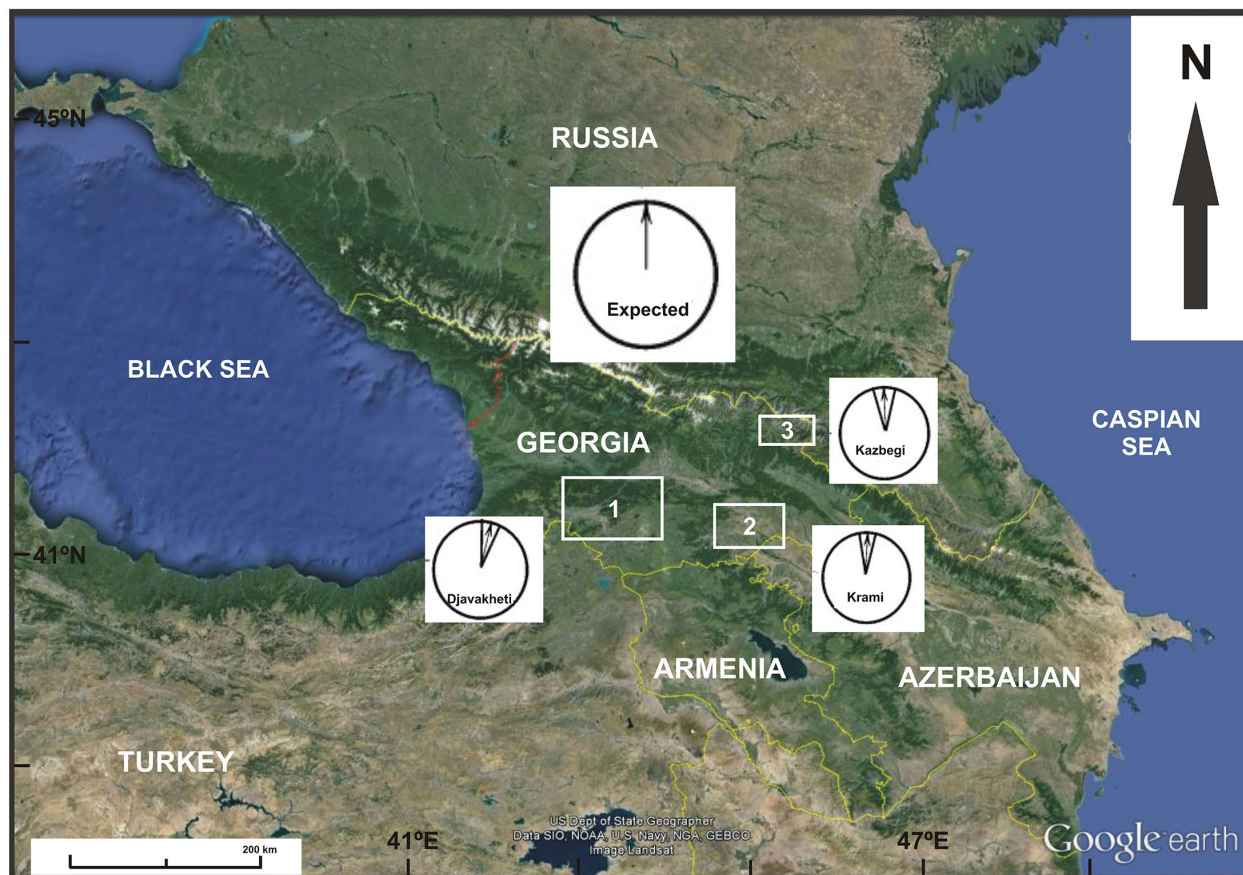 N
45ºN
RUSSIA
Expected
BLACK SEA
CASPIAN
SEA
3
Kazbegi
GEORGIA
1
2
41ºN
Djavakheti
Krami
ARMENIA
AZERBAIJAN
TURKEY
US Dept of State Geographer
Data SIO, NOAA, U.S. Navy, NGA, GEBCO
Image Landsat
41ºE
47ºE
Google earth
200 km